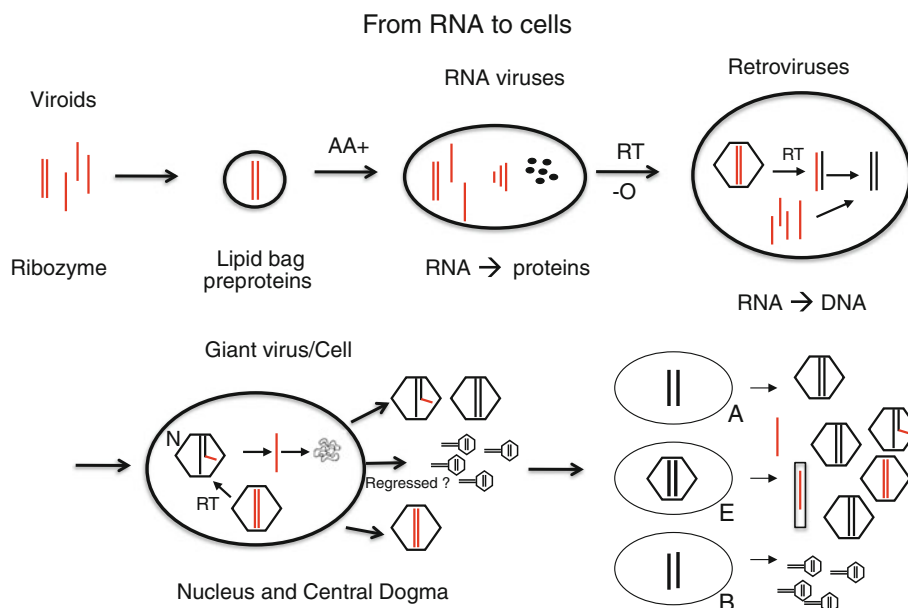 From RNA to cells
Viroids
Ribozyme
Lipid bag
preproteins
AA+
RNA viruses
RNA → proteins
RT
-O
Retroviruses
RT
RNA → DNA
Giant virus/Cell
N
RT
Regressed ?
Nucleus and Central Dogma
A
E
B